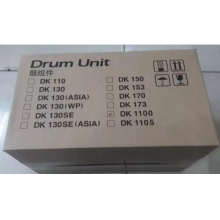 Drum Unit
鼓组件
DK 110
DK 130
DK 130(ASIA)
DK 130(WP)
DK 130SE
DK 130SE(ASIA)
DK 150
DK 153
DK 170
DK 173
DK 1100
DK 1105